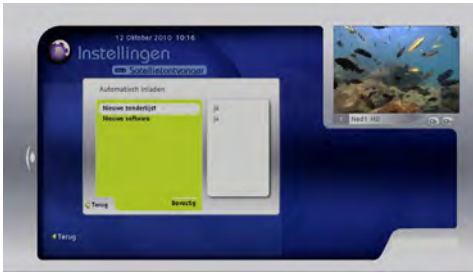 12 Oktober 2010 10:16
Instellingen
Satellietontvanger
Automatisch inladen
Nieuwe zenderlijst
ja
Nieuwe software
ja
Terug
Bevestig
Ned1 HD
Terug